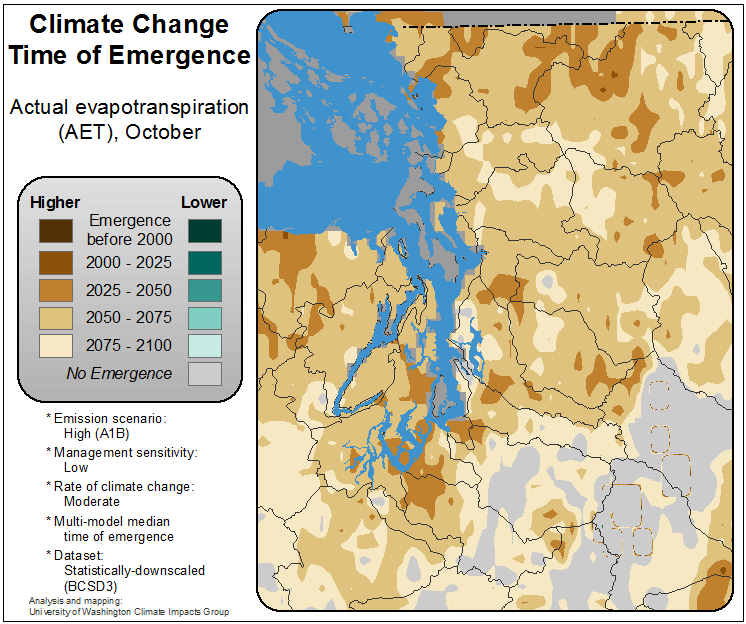 Climate Change
Time of Emergence
Actual evapotranspiration
(AET), October
Higher Lower
Emergence
before 2000
2000 - 2025
2025 - 2050
2050 - 2075
2075 - 2100
No Emergence
* Emission scenario:
High (A1B)
* Management sensitivity:
Low
* Rate of climate change:
Moderate
* Multi-model median
time of emergence
* Dataset:
Statistically-downscaled
(BCSD3)
Analysis and mapping:
University of Washington Climate Impacts Group